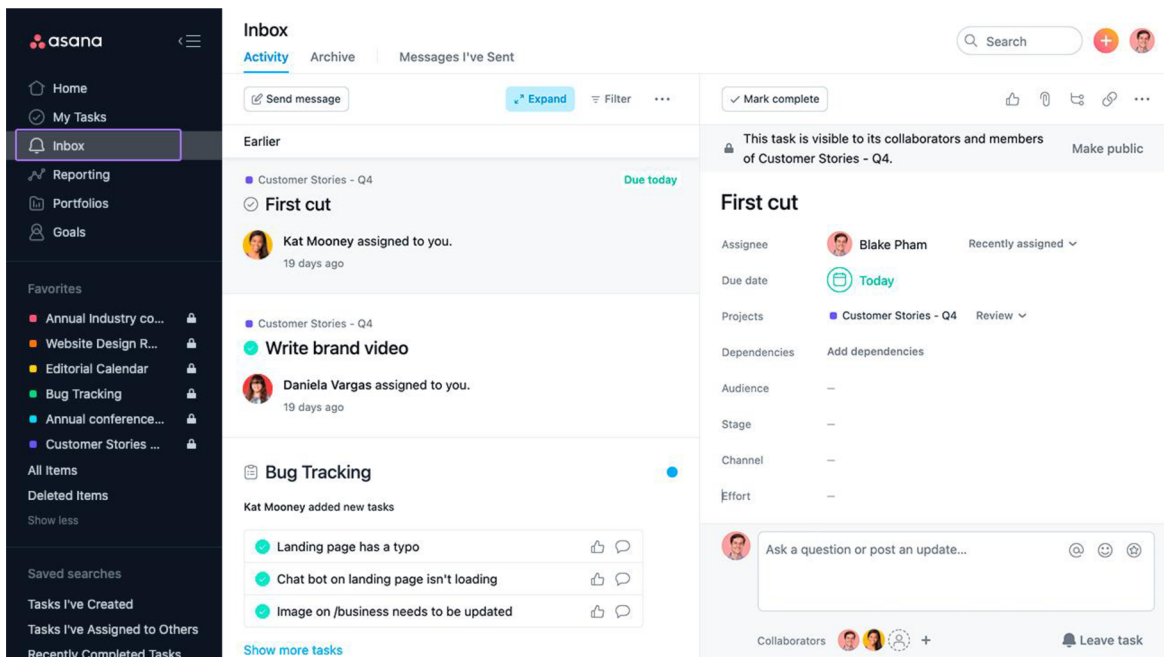 asana
Home
My Tasks
Inbox
Reporting
Portfolios
Goals
Favorites
Annual Industry co...
Website Design R...
Editorial Calendar
Bug Tracking
Annual conference...
Customer Stories ...
All Items
Deleted Items
Show less
Saved searches
Tasks I've Created
Tasks I've Assigned to Others
Recently Completed Tasks
Inbox
Activity Archive Messages I've Sent
Search
Send message Expand Filter
Earlier
Customer Stories - Q4 Due today
First cut
Kat Mooney assigned to you.
19 days ago
Customer Stories - Q4
Write brand video
Daniela Vargas assigned to you.
19 days ago
Bug Tracking
Kat Mooney added new tasks
Landing page has a typo
Chat bot on landing page isn't loading
Image on /business needs to be updated
Show more tasks
Mark complete
This task is visible to its collaborators and members
of Customer Stories - Q4.
Make public
First cut
Assignee Blake Pham Recently assigned
Due date Today
Projects Customer Stories - Q4 Review
Dependencies Add dependencies
Audience —
Stage —
Channel —
Effort —
Ask a question or post an update...
Collaborators
Leave task